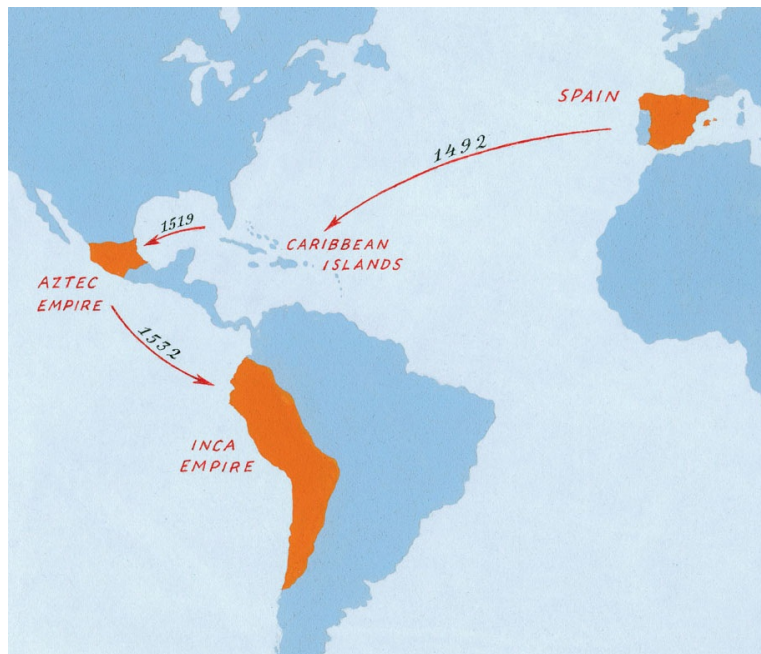 SPAIN
1492
1519
CARIBBEAN
ISLANDS
AZTEC
EMPIRE
1532
INCA
EMPIRE